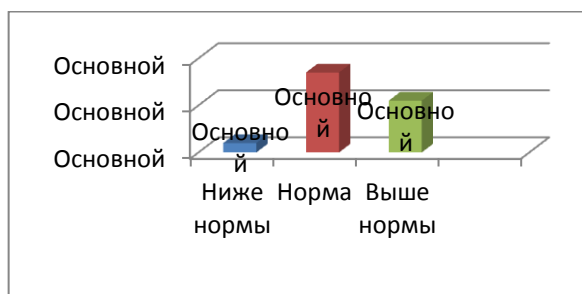 Основной
Основной
Основной
Основно
й
Основно
й
Основно
й
Ниже
нормы
Норма
Выше
нормы